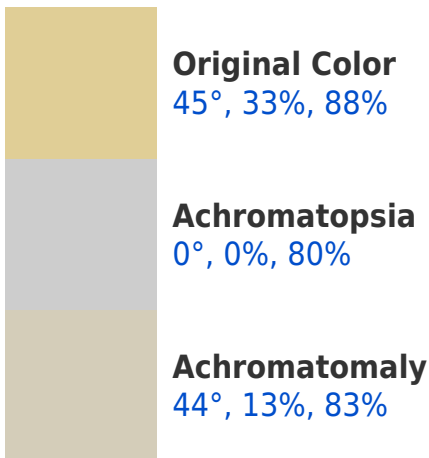 Original Color
45°, 33%, 88%
Achromatopsia
0°, 0%, 80%
Achromatomaly
44°, 13%, 83%